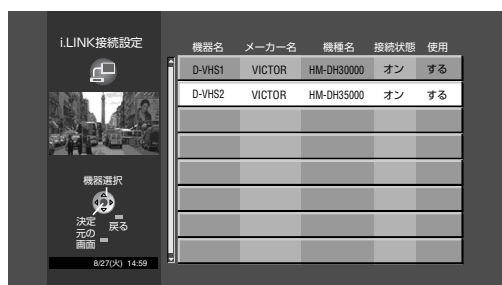 i.LINK接続設定
機器名 メーカー名 機種名 接続状態 使用
D-VHS1 VICTOR HM-DH30000 オン する
D-VHS2 VICTOR HM-DH35000 オン する
機器選択
決定 戻る
元の
画面
8/27(火) 14:59